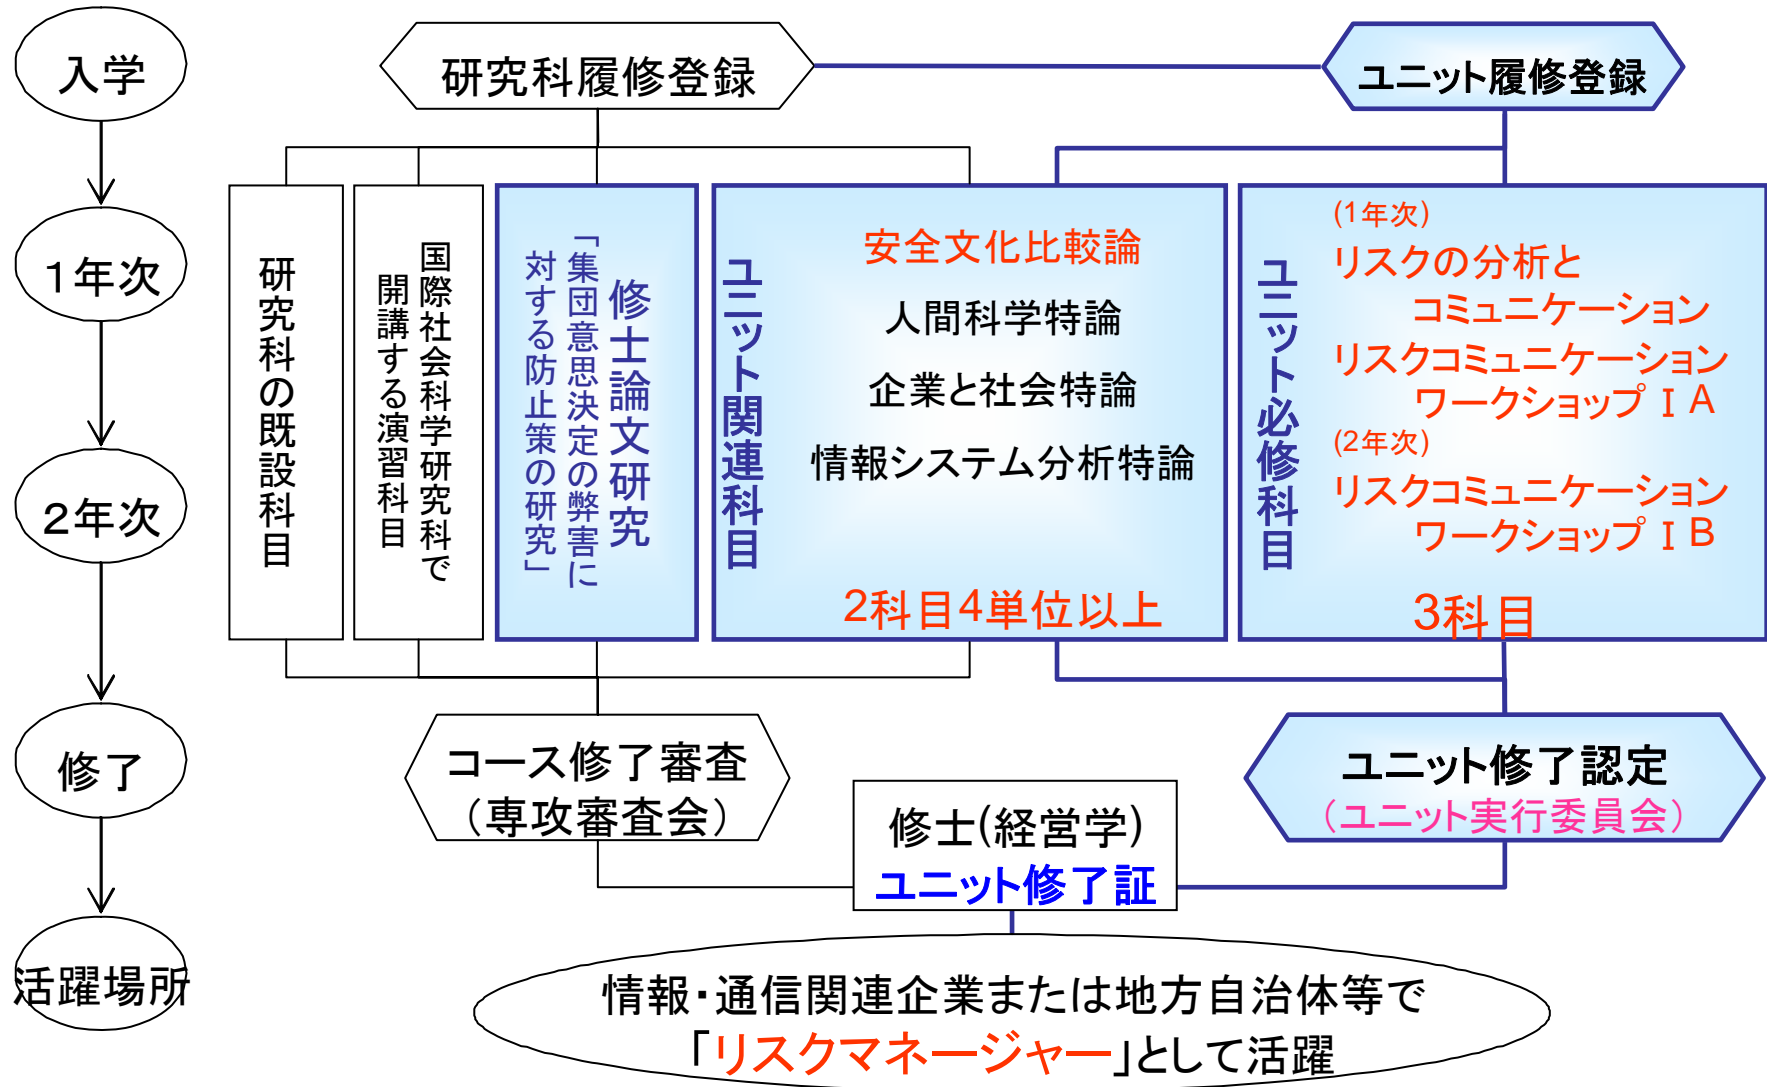 入学
1年次
2年次
修了
活躍場所
研究科履修登録
ユニット履修登録
研究科の既設科目
国際社会科学研究科で
開講する演習科目
修士論文研究
「集団意思決定の弊害に
対する防止策の研究」
ユニット関連科目
安全文化比較論
人間科学特論
企業と社会特論
情報システム分析特論
2科目4単位以上
ユニット必修科目
(1年次)
リスクの分析と
コミュニケーション
リスクコミュニケーション
ワークショップⅠA
(2年次)
リスクコミュニケーション
ワークショップⅠB
3科目
コース修了審査
(専攻審査会)
ユニット修了認定
(ユニット実行委員会)
修士(経営学)
ユニット修了証
情報・通信関連企業または地方自治体等で
「リスクマネージャー」として活躍